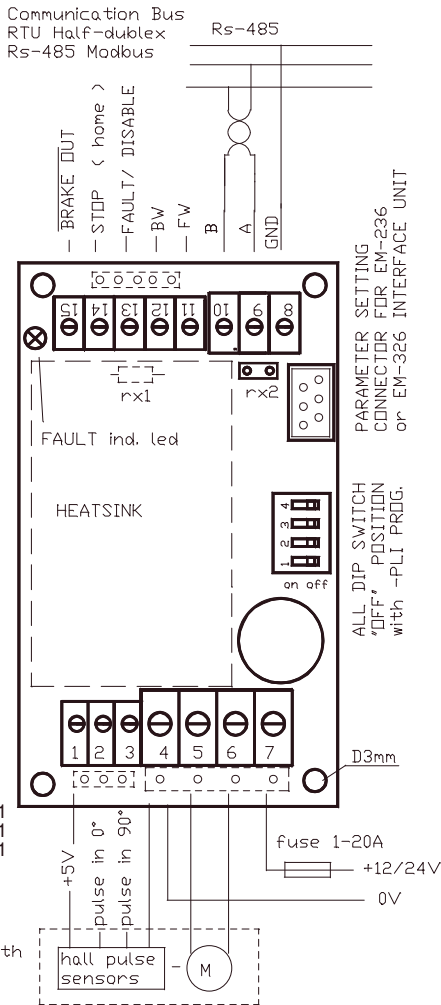 Communication Bus
RTU Half-dublex
Rs-485 Modbus
Rs-485
BRAKE OUT
STOP ( home )
FAULT/ DISABLE
BW
FW
B
A
GND
15
14
13
12
11
10
9
8
rx1
rx2
FAULT ind. led
PARAMETER SETTING
CONNECTOR FOR EM-236
or EM-326 INTERFACE UNIT
HEATSINK
4
3
2
1
on off
ALL DIP SWITCH
"OFF" POSITION
with -PLI PROG.
1
2
3
4
5
6
7
D3mm
1
1
1
+5V
pulse in 0°
pulse in 90°
fuse 1-20A
+12/24V
0V
th
hall pulse
sensors
M